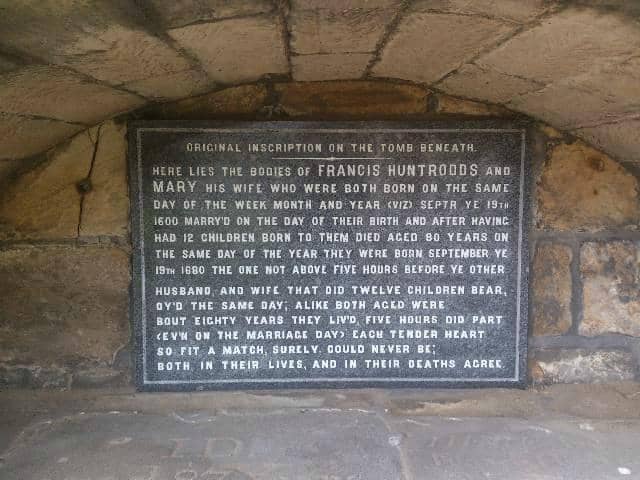 ORIGINAL INSCRIPTION ON THE TOMB BENEATH.
HERE LIES THE BODIES OF FRANCIS HUNTRODDS AND
MARY HIS WIFE WHO WERE BOTH BORN ON THE SAME
DAY OF THE WEEK MONTH AND YEAR (VIZ) SEPTR YE 19TH
1600 MARRY'D ON THE DAY OF THEIR BIRTH AND AFTER HAVING
HAD 12 CHILDREN BORN TO THEM DIED AGED 80 YEARS ON
THE SAME DAY OF THE YEAR THEY WERE BORN SEPTEMBER YE
19TH 1680 THE ONE NOT ABOVE FIVE HOURS BEFORE YE OTHER
HUSBAND, AND WIFE THAT DID TWELVE CHILDREN BEAR,
DY'D THE SAME DAY; ALIKE BOTH AGED WERE
BOUT EIGHTY YEARS THEY LIV'D, FIVE HOURS DID PART
(EV'N ON THE MARRIAGE DAY) EACH TENDER HEART
SO FIT A MATCH, SURELY, COULD NEVER BE;
BOTH, IN THEIR LIVES, AND IN THEIR DEATHS AGREE.